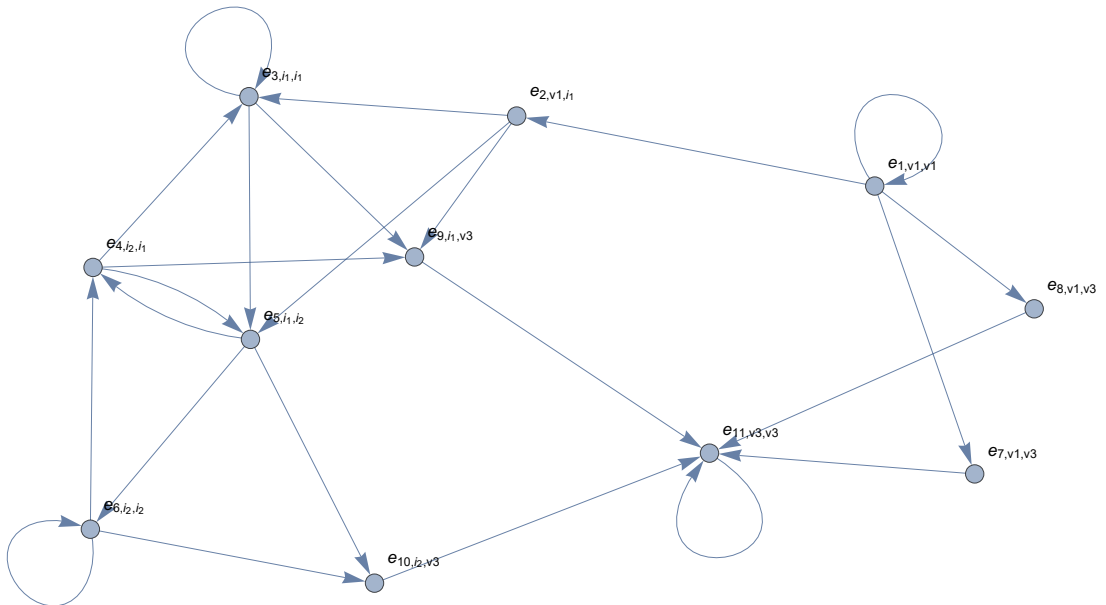 e3,i1,i1
e2,v1,i1
e1,v1,v1
e9,i1,v3
e4,i2,i1
e8,v1,v3
e5,i1,i2
e11,v3,v3
e7,v1,v3
e6,i2,i2
e10,i2,v3